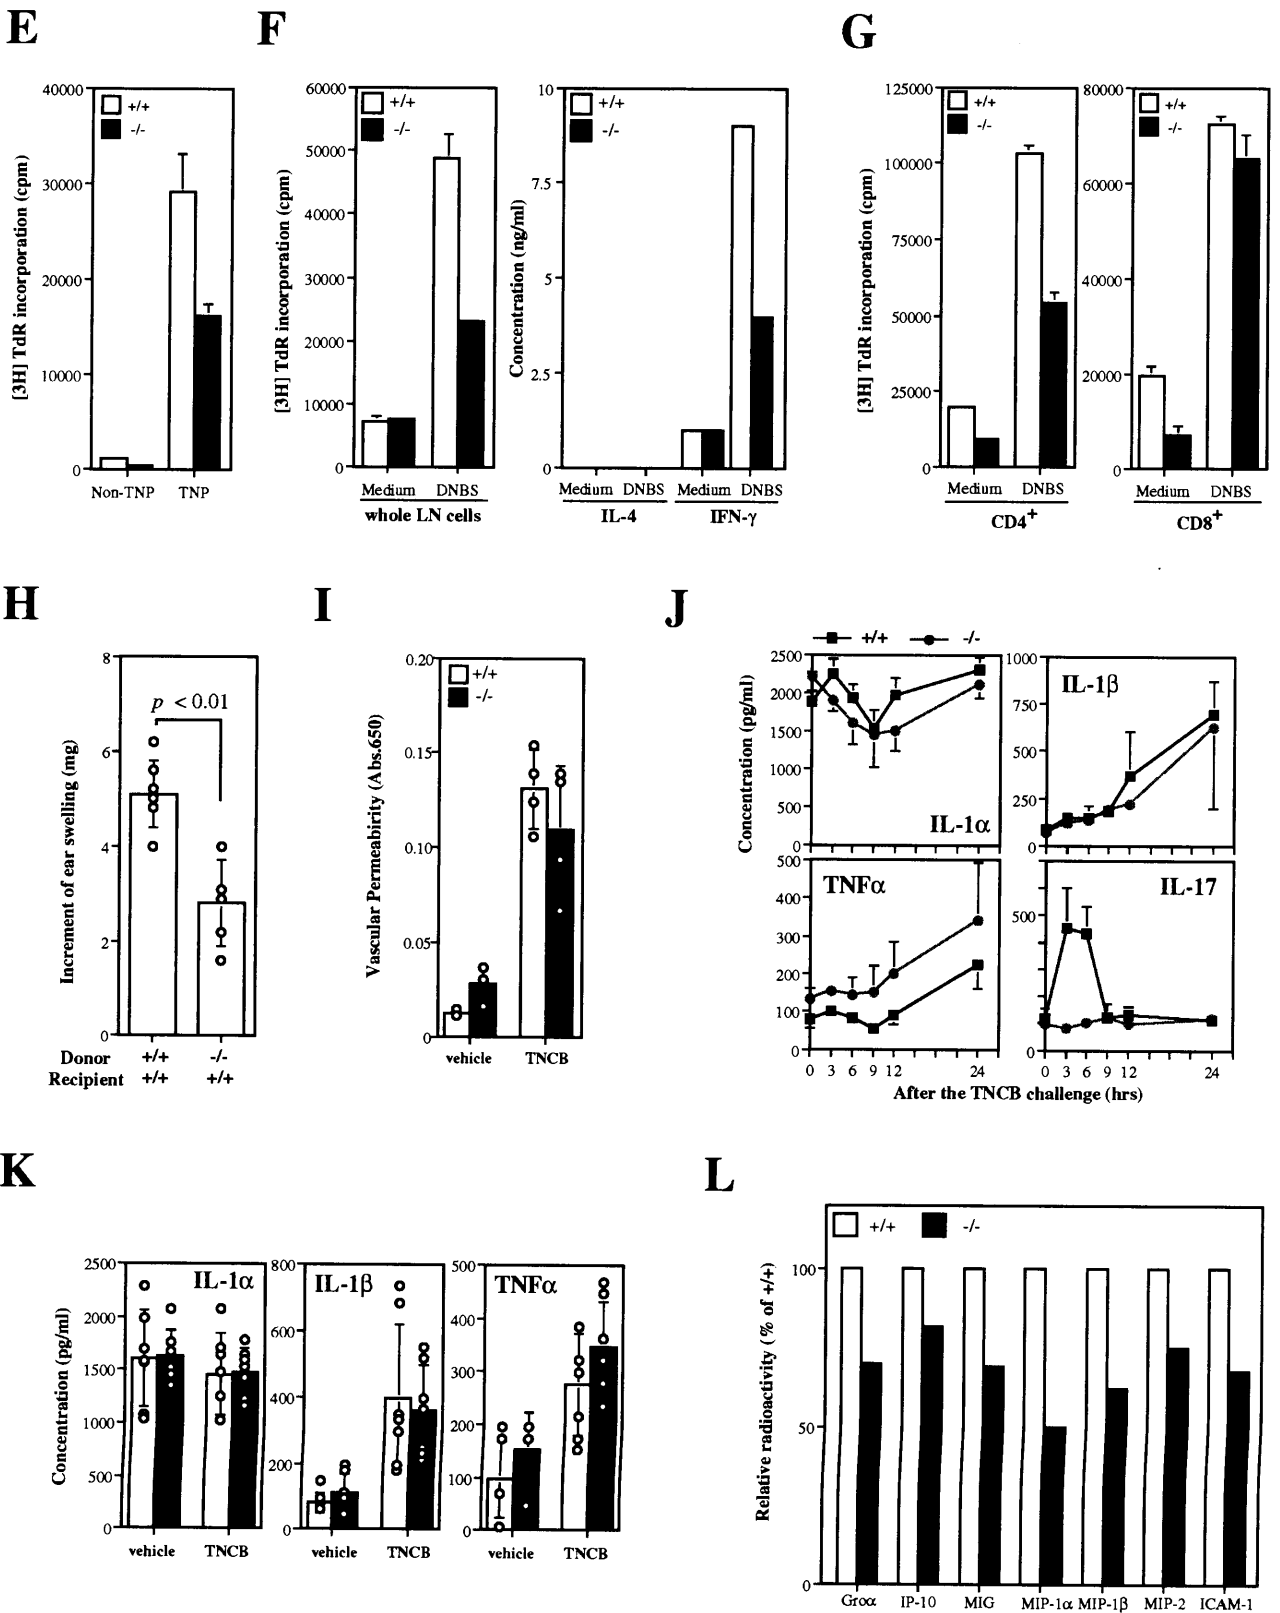 E
F
G
40000
30000
20000
10000
0
[3H] TdR incorporation (cpm)
+/+
-/-
Non-TNP TNP
60000
50000
40000
30000
20000
10000
0
[3H] TdR incorporation (cpm)
+/+
-/-
Medium DNBS
whole LN cells
10
7.5
5
2.5
0
Concentration (ng/ml)
+/+
-/-
Medium DNBS Medium DNBS
IL-4 IFN-γ
125000
100000
75000
50000
25000
0
[3H] TdR incorporation (cpm)
+/+
-/-
Medium DNBS
CD4+
80000
60000
40000
20000
0
+/+
-/-
Medium DNBS
CD8+
H
I
J
8
6
4
2
0
Increment of ear swelling (mg)
p < 0.01
Donor +/+ -/-
Recipient +/+ +/+
0.20
0.15
0.10
0.05
0
Vascular Permeabirity (Abs.650)
+/+
-/-
vehicle TNCB
+/+ -/-
2500
2000
1500
1000
500
0
Concentration (pg/ml)
IL-1α
1000
750
500
250
0
IL-1β
500
400
300
200
100
0
TNFα
0 3 6 9 12 24
500
0
IL-17
0 3 6 9 12 24
After the TNCB challenge (hrs)
K
L
2500
2000
1500
1000
500
0
Concentration (pg/ml)
IL-1α
vehicle TNCB
800
600
400
200
0
IL-1β
vehicle TNCB
500
400
300
200
100
0
TNFα
vehicle TNCB
+/+ -/-
100
50
0
Relative radioactivity (% of +/+)
Groα IP-10 MIG MIP-1α MIP-1β MIP-2 ICAM-1